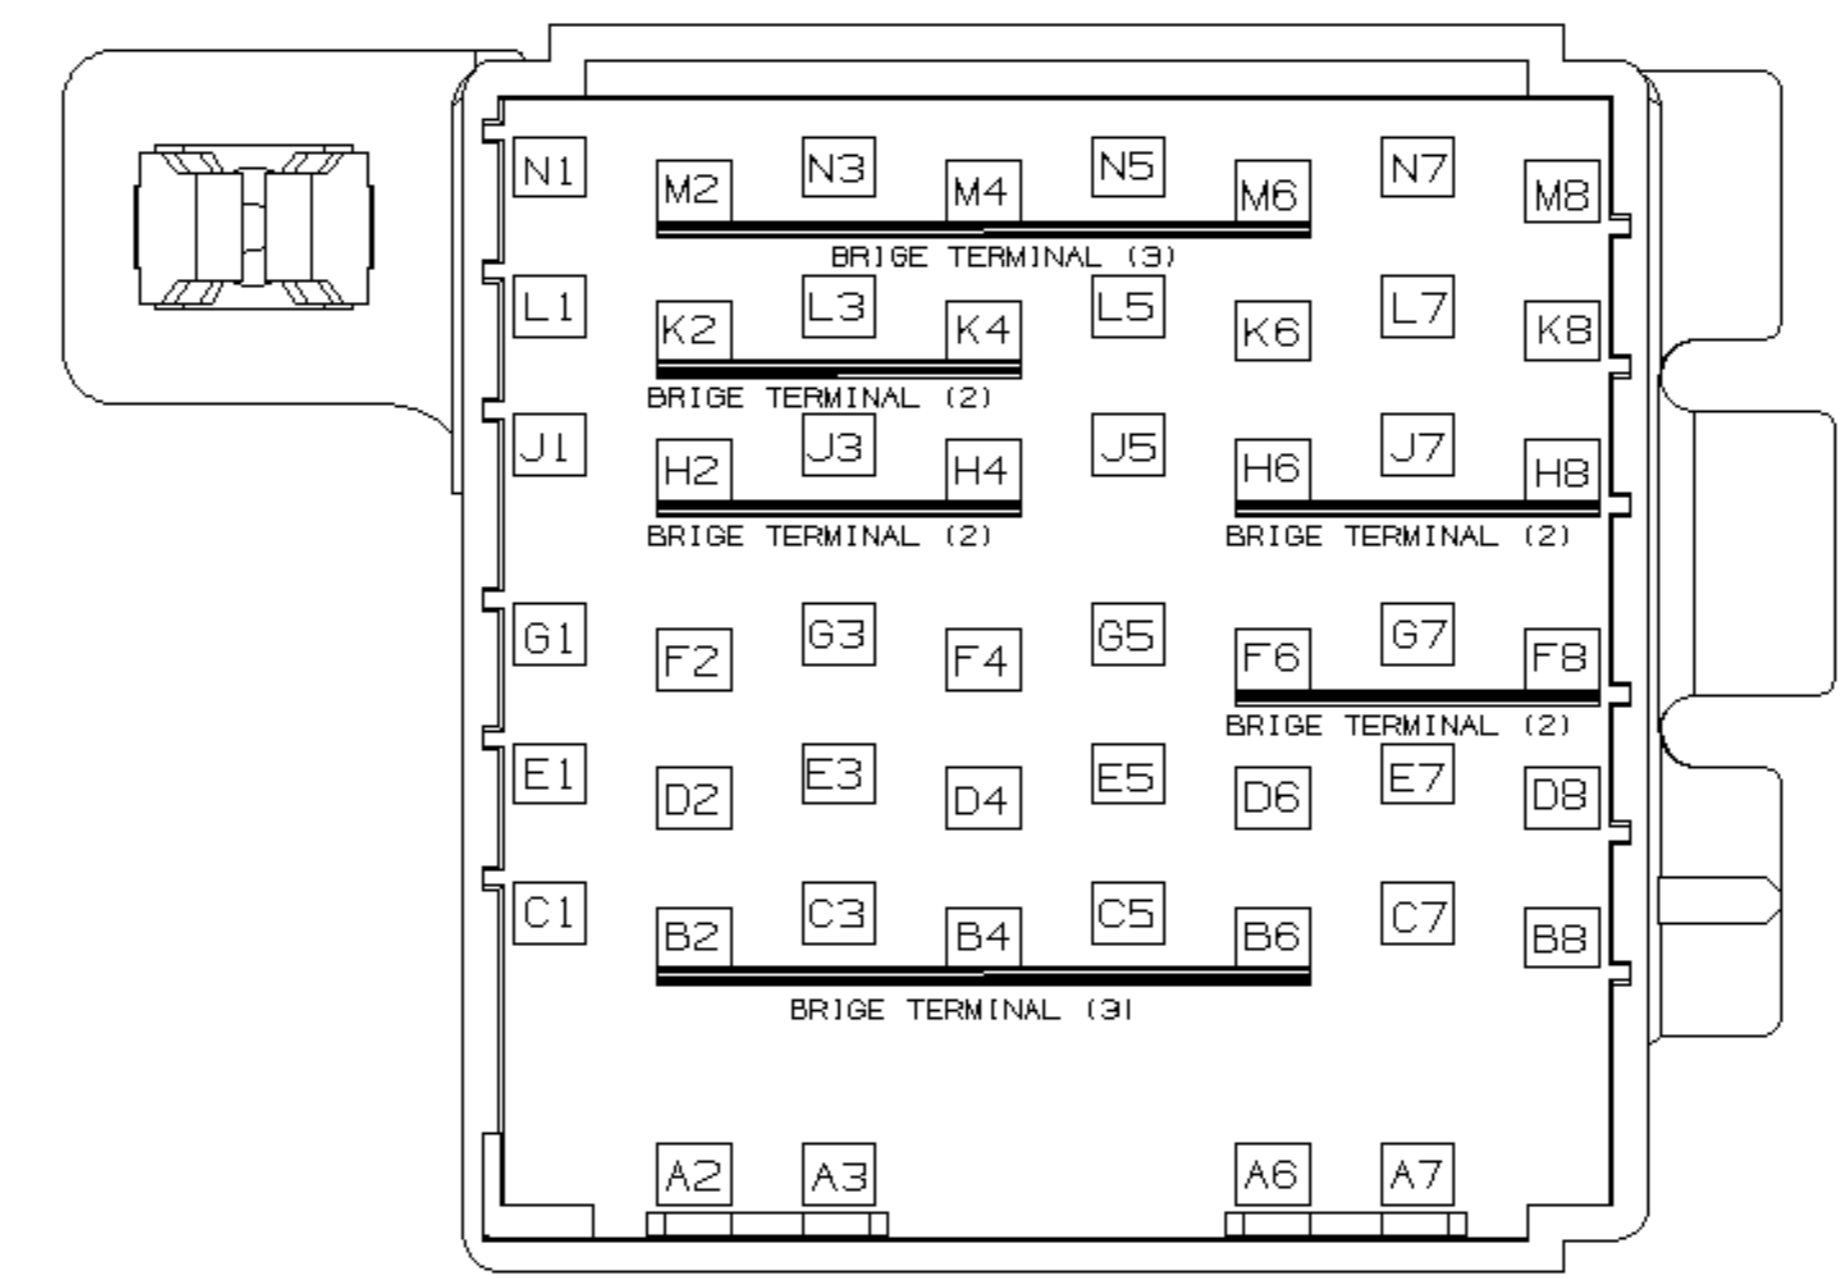 N1 N3 N5 N7
M2 M4 M6 M8
BRIGE TERMINAL (3)
L1 L3 L5 L7
K2 K4 K6 K8
BRIGE TERMINAL (2)
J1 J3 J5 J7
H2 H4 H6 H8
BRIGE TERMINAL (2) BRIGE TERMINAL (2)
G1 G3 G5 G7
F2 F4 F6 F8
BRIGE TERMINAL (2)
E1 E3 E5 E7
D2 D4 D6 D8
C1 C3 C5 C7
B2 B4 B6 B8
BRIGE TERMINAL (3)
A2 A3 A6 A7